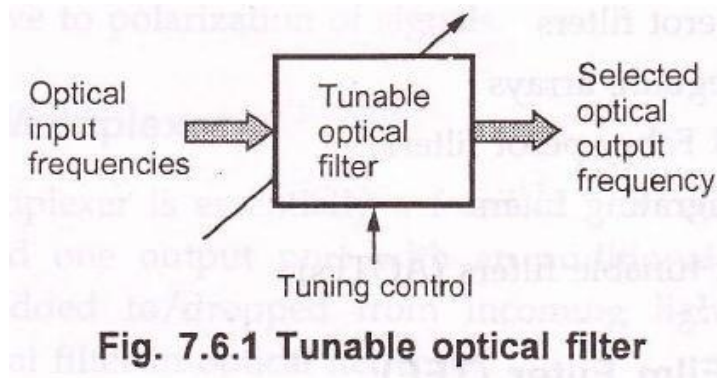 Optical
input
frequencies
Tunable
optical
filter
Selected
optical
output
frequency
Tuning control
Fig. 7.6.1 Tunable optical filter